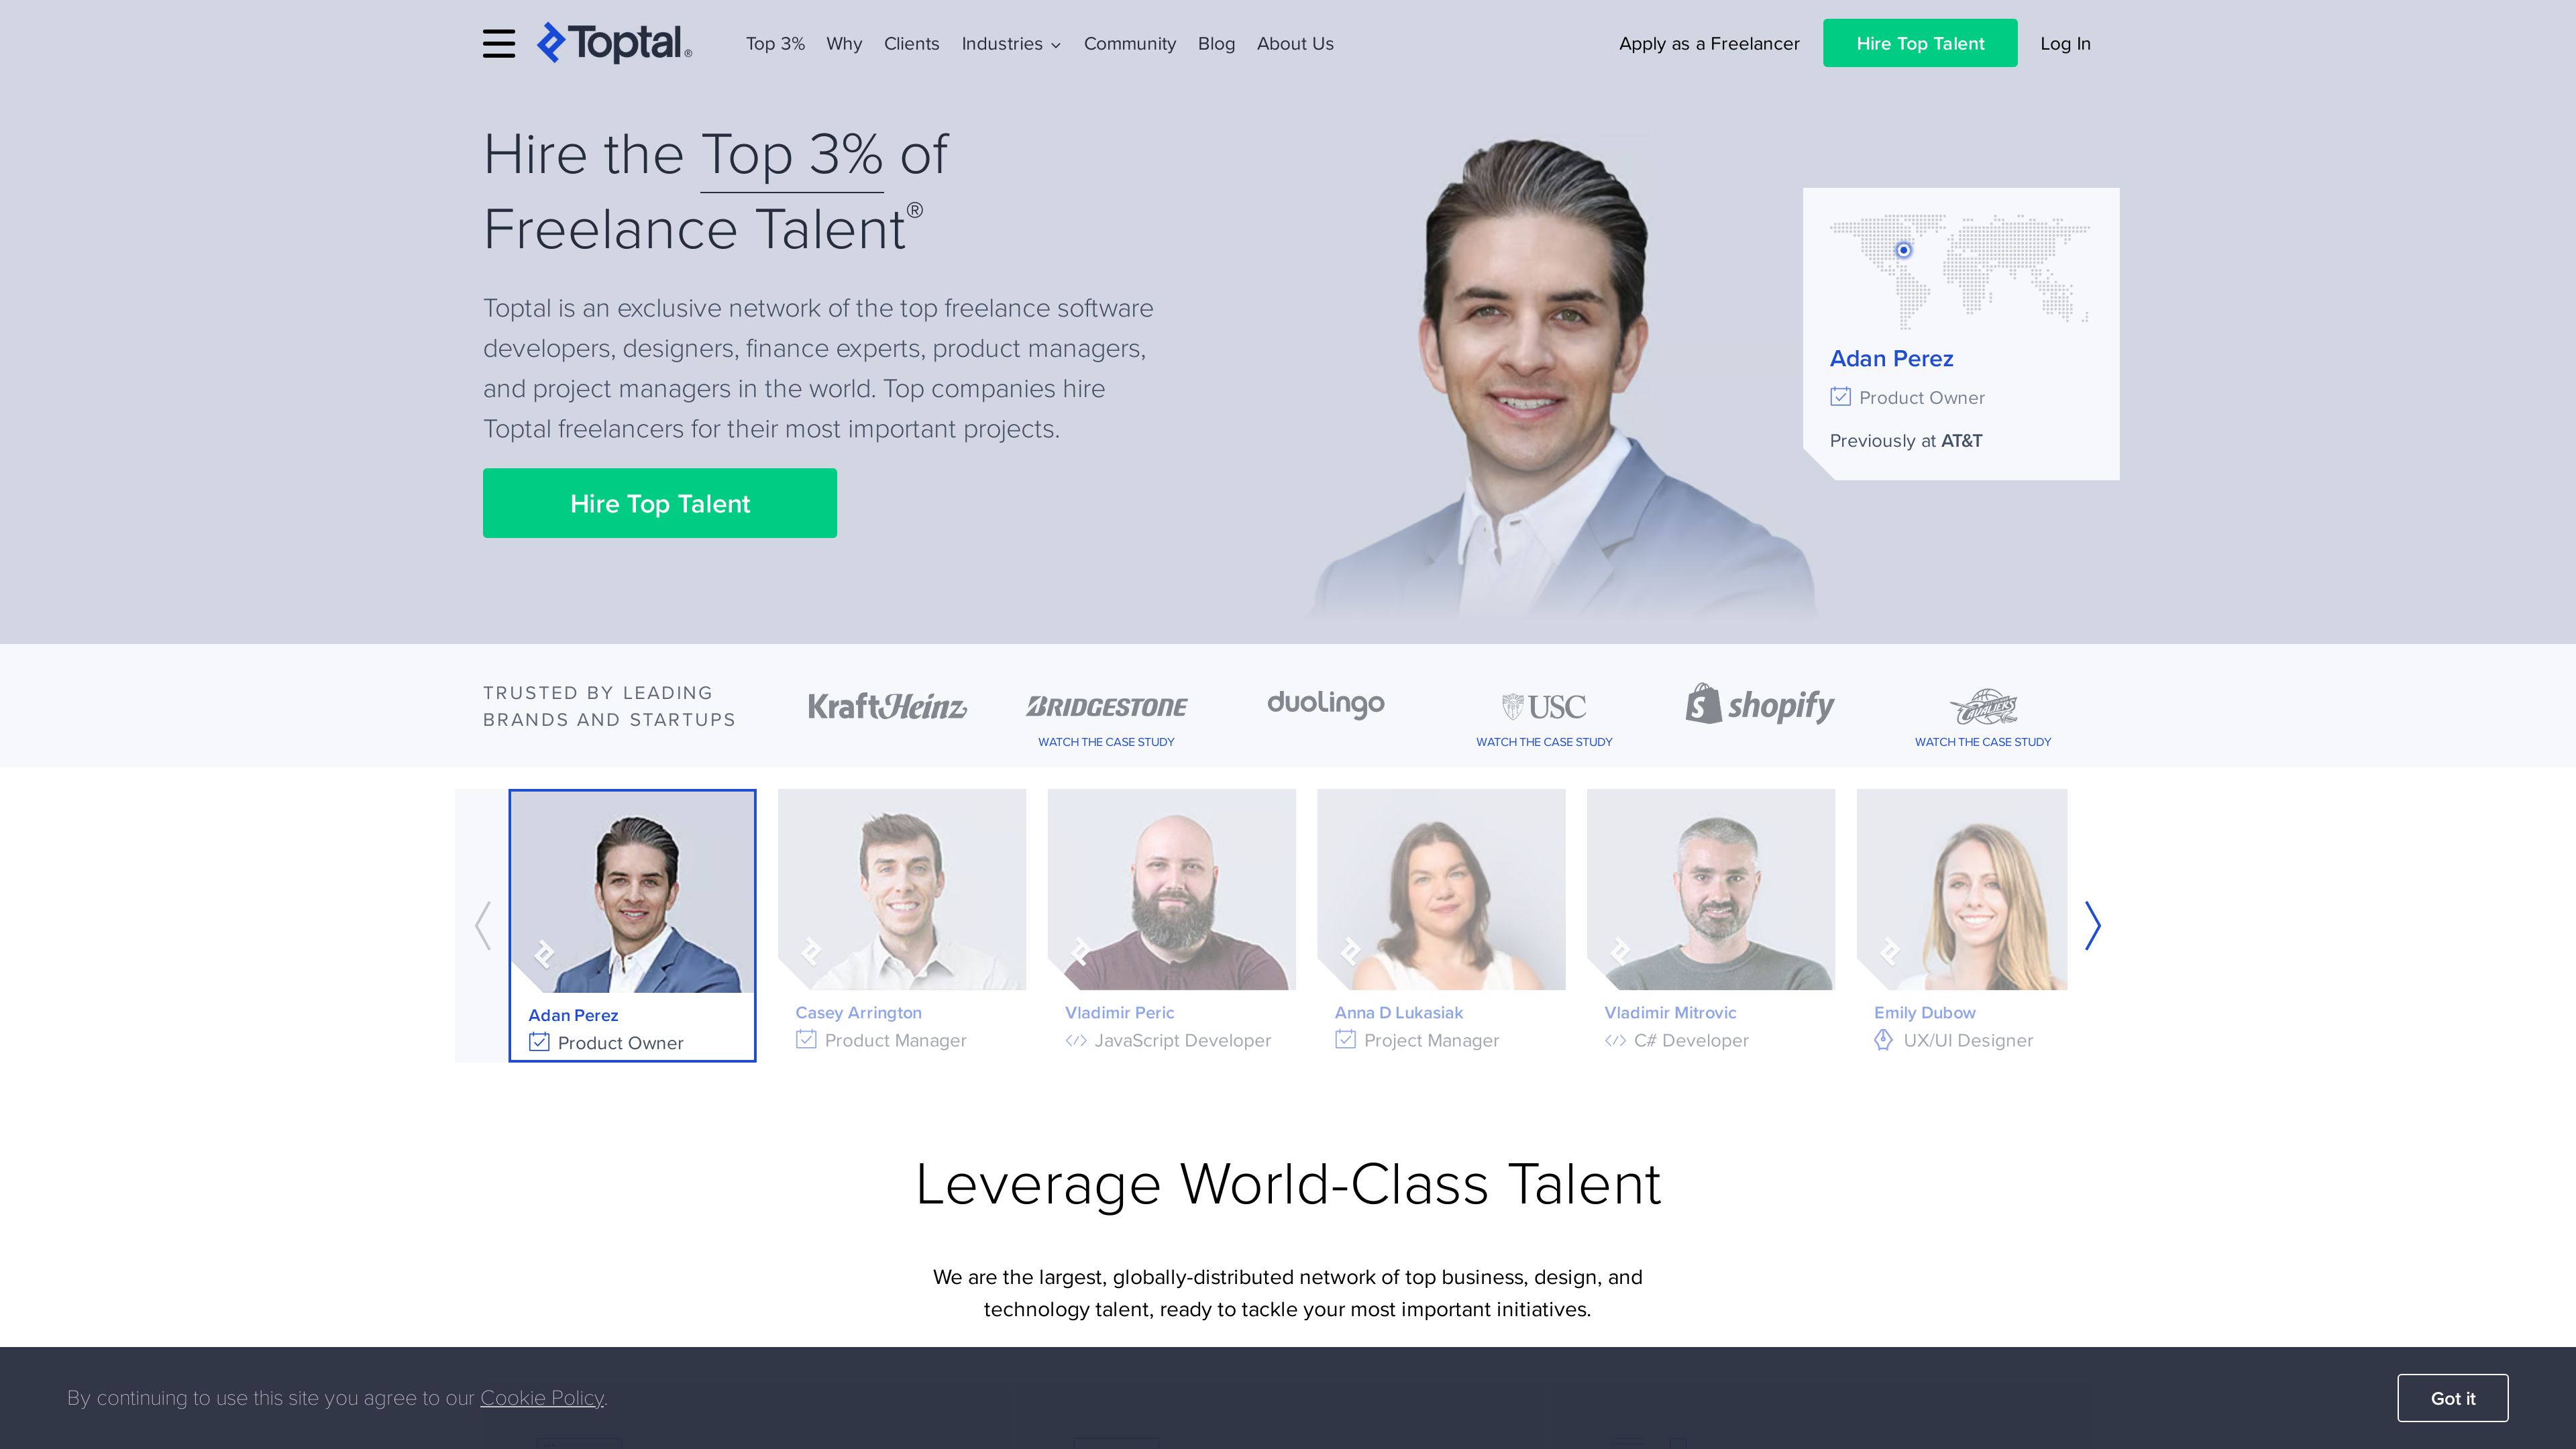 Toptal®
Top 3% Why Clients Industries Community Blog About Us
Apply as a Freelancer Hire Top Talent Log In
Hire the Top 3% of
Freelance Talent®
Toptal is an exclusive network of the top freelance software
developers, designers, finance experts, product managers,
and project managers in the world. Top companies hire
Toptal freelancers for their most important projects.
Hire Top Talent
Adan Perez
Product Owner
Previously at AT&T
TRUSTED BY LEADING
BRANDS AND STARTUPS
KraftHeinz
BRIDGESTONE
WATCH THE CASE STUDY
duolingo
USC
WATCH THE CASE STUDY
shopify
CAVALIERS
WATCH THE CASE STUDY
Adan Perez
Product Owner
Casey Arrington
Product Manager
Vladimir Peric
JavaScript Developer
Anna D Lukasiak
Project Manager
Vladimir Mitrovic
C# Developer
Emily Dubow
UX/UI Designer
Leverage World-Class Talent
We are the largest, globally-distributed network of top business, design, and
technology talent, ready to tackle your most important initiatives.
By continuing to use this site you agree to our Cookie Policy.
Got it